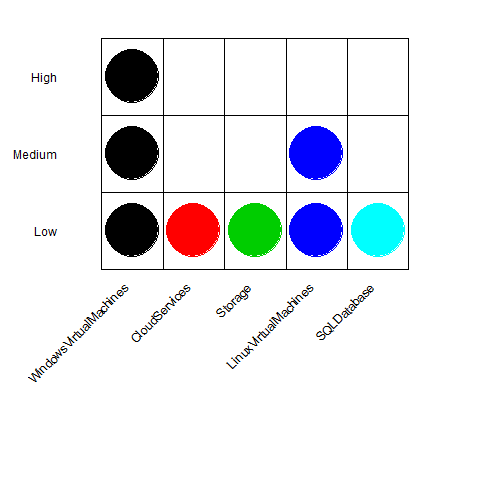 High
Medium
Low
WindowsVirtualMachines
CloudServices
Storage
LinuxVirtualMachines
SQLDatabase